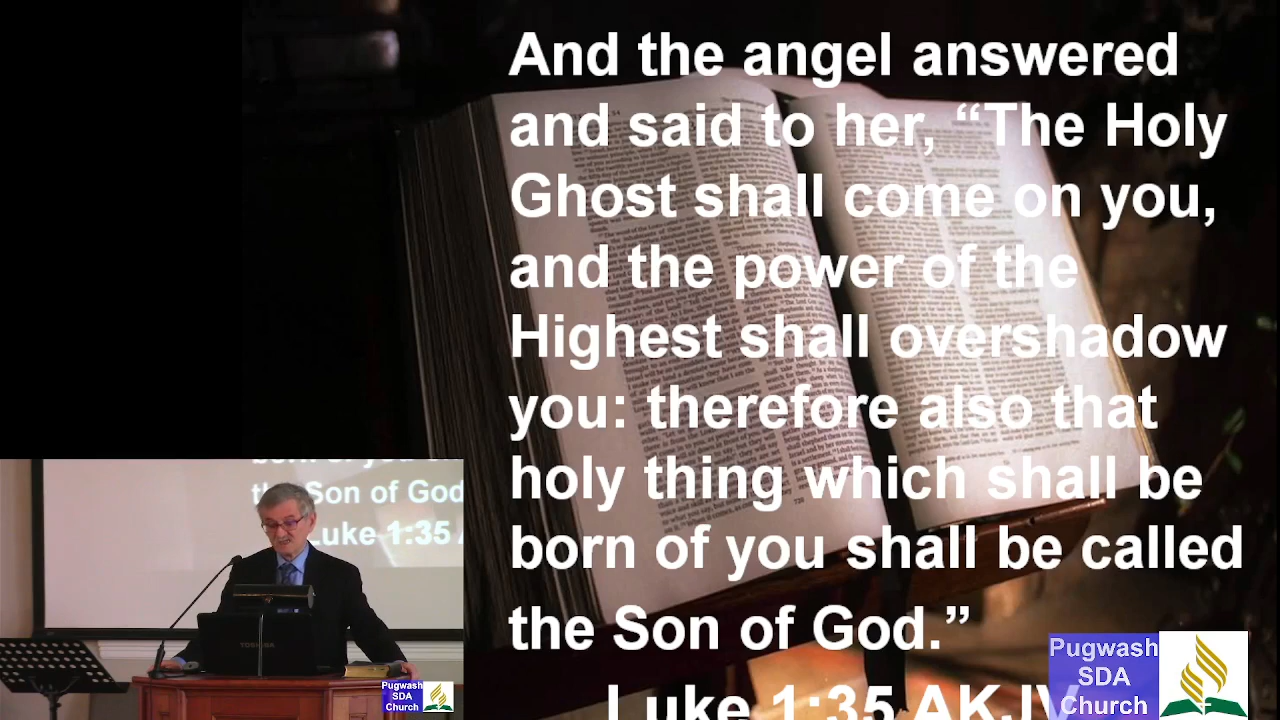 And the angel answered
and said to her, “The Holy
Ghost shall come on you,
and the power of the
Highest shall overshadow
you: therefore also that
holy thing which shall be
born of you shall be called
the Son of God.”
Luke 1:35 AKJV
Pugwash
SDA
Church
the Son of God
Luke 1:35
TOSHIBA
Pugwash
SDA
Church